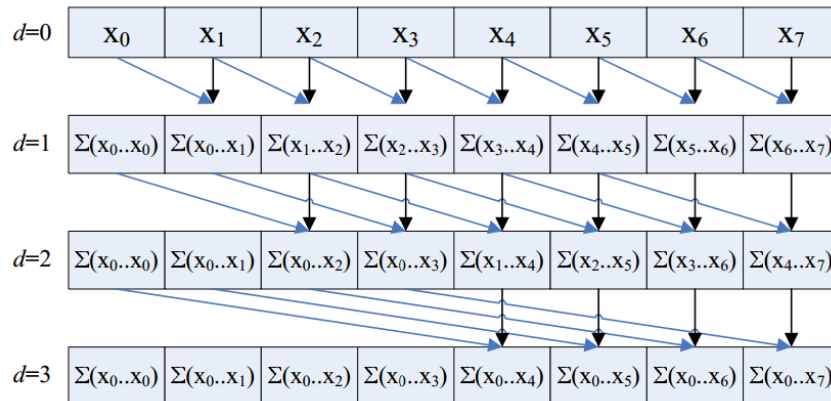 d=0 x₀ x₁ x₂ x₃ x₄ x₅ x₆ x₇
d=1 Σ(x₀..x₀) Σ(x₀..x₁) Σ(x₁..x₂) Σ(x₂..x₃) Σ(x₃..x₄) Σ(x₄..x₅) Σ(x₅..x₆) Σ(x₆..x₇)
d=2 Σ(x₀..x₀) Σ(x₀..x₁) Σ(x₀..x₂) Σ(x₀..x₃) Σ(x₁..x₄) Σ(x₂..x₅) Σ(x₃..x₆) Σ(x₄..x₇)
d=3 Σ(x₀..x₀) Σ(x₀..x₁) Σ(x₀..x₂) Σ(x₀..x₃) Σ(x₀..x₄) Σ(x₀..x₅) Σ(x₀..x₆) Σ(x₀..x₇)